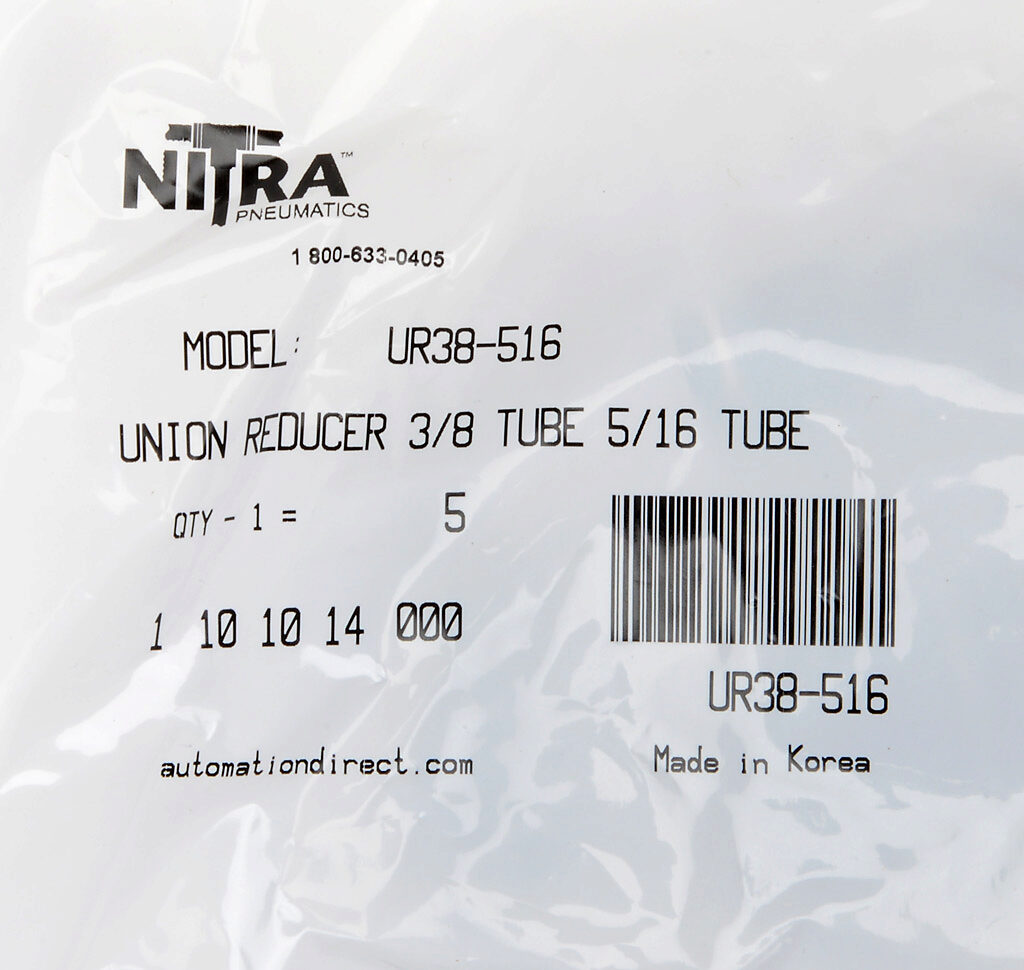 NITRA™
PNEUMATICS
1 800-633-0405
MODEL: UR38-516
UNION REDUCER 3/8 TUBE 5/16 TUBE
QTY - 1 = 5
1 10 10 14 000
UR38-516
automationdirect.com
Made in Korea